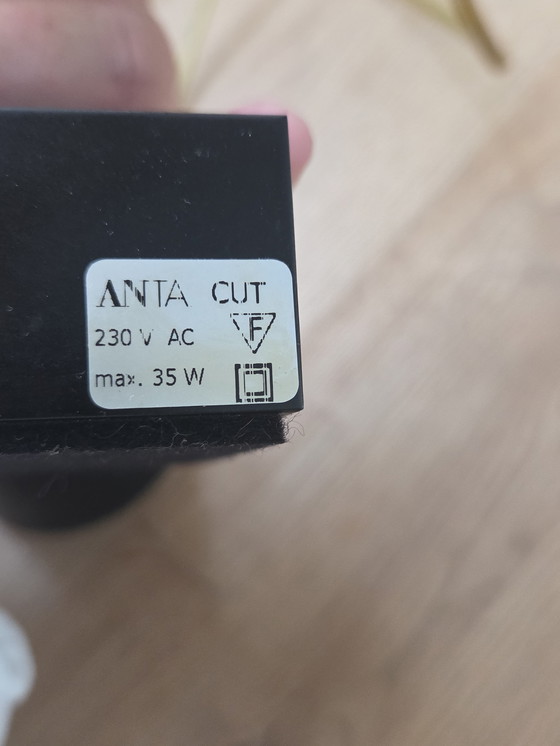 ANTA CUT
230 V AC
F
max. 35 W